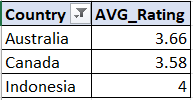 Country AVG_Rating
Australia 3.66
Canada 3.58
Indonesia 4